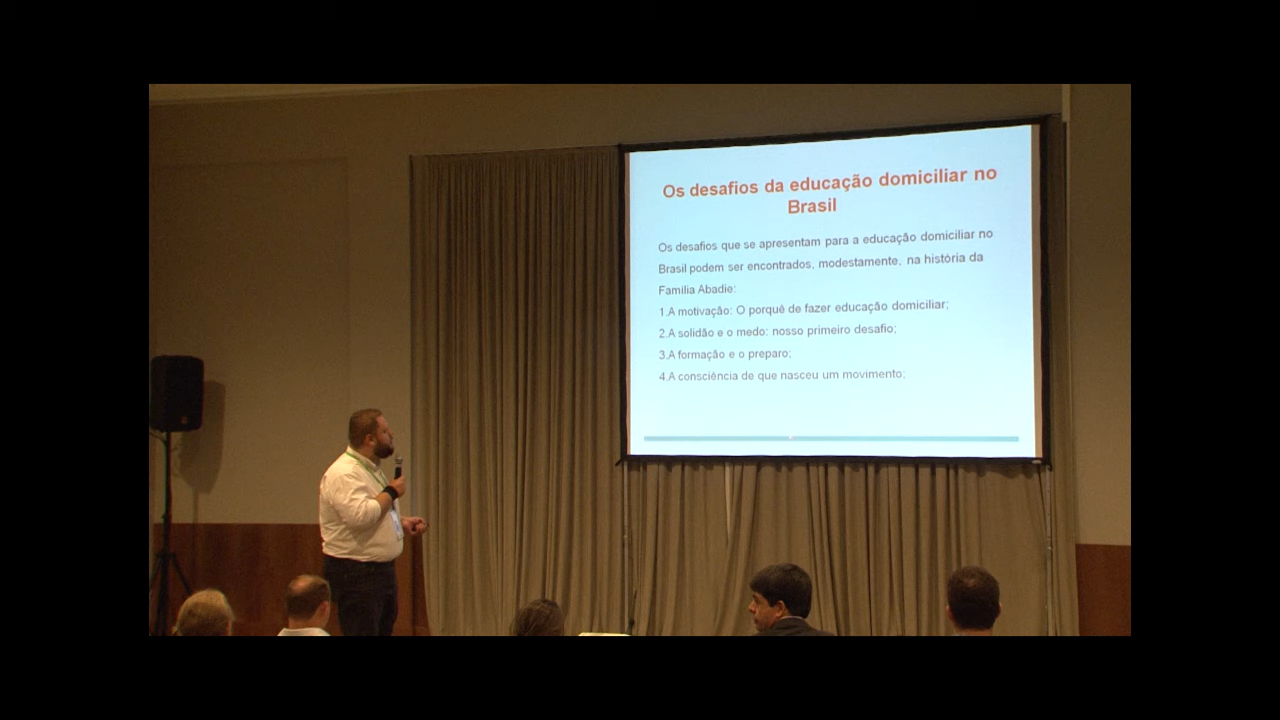 Os desafios da educação domiciliar no
Brasil
Os desafios que se apresentam para a educação domiciliar no
Brasil podem ser encontrados, modestamente, na história da
Familia Abadie:
1.A motivação: O porquê de fazer educação domiciliar;
2.A solidão e o medo: nosso primeiro desafio;
3.A formação e o preparo;
4.A consciência de que nasceu um movimento;